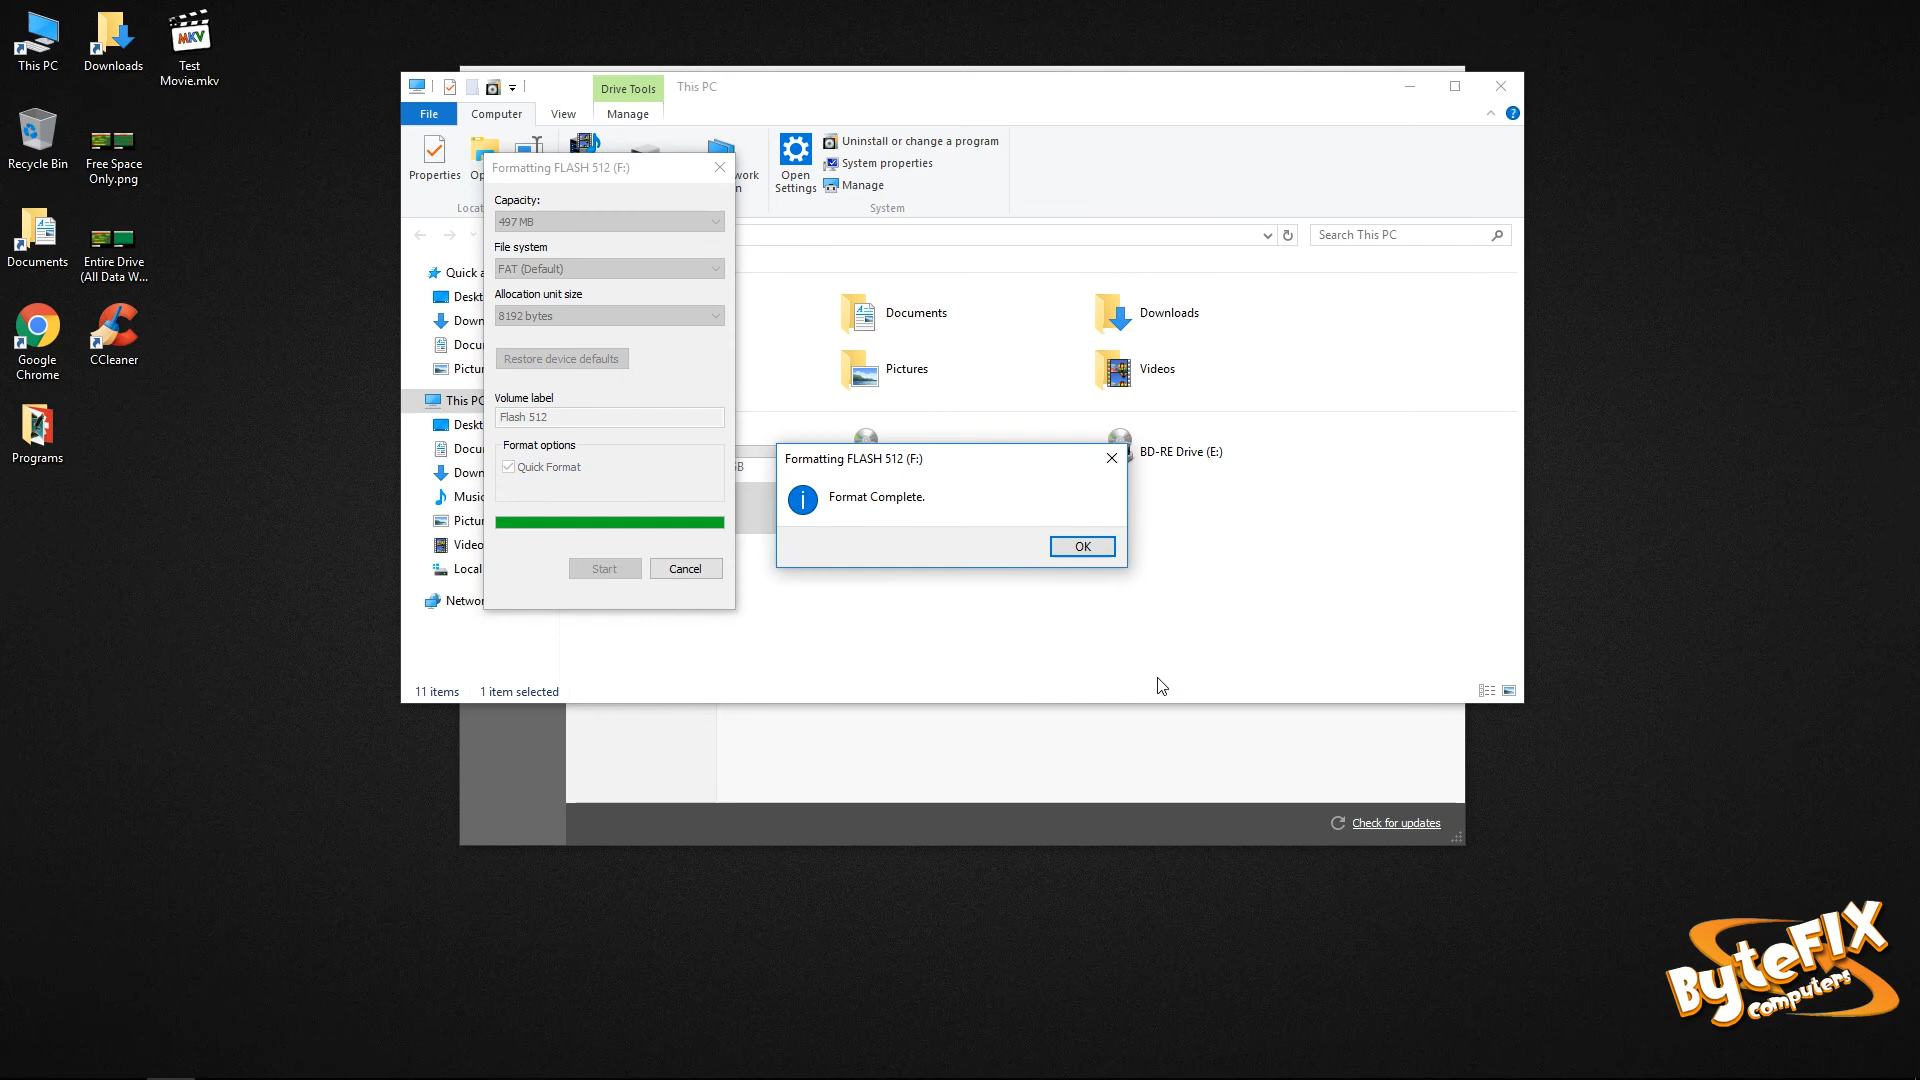 This PC
Downloads
MKV
Test
Movie.mkv
Recycle Bin
Free Space
Only.png
Documents
Entire Drive
(All Data W...
Google
Chrome
CCleaner
Programs
Drive Tools
This PC
File
Computer
View
Manage
Properties
Op
work
n
Open
Settings
Uninstall or change a program
System properties
Manage
Locat
System
Search This PC
Quick a
Deskt
Down
Docu
Pictur
This PC
Deskt
Docu
Down
Music
Pictu
Video
Local
Netwo
Documents
Downloads
Pictures
Videos
BD-RE Drive (E:)
11 items
1 item selected
Formatting FLASH 512 (F:)
Capacity:
497 MB
File system
FAT (Default)
Allocation unit size
8192 bytes
Restore device defaults
Volume label
Flash 512
Format options
Quick Format
Start
Cancel
Formatting FLASH 512 (F:)
Format Complete.
OK
Check for updates
ByteFIX
Computers